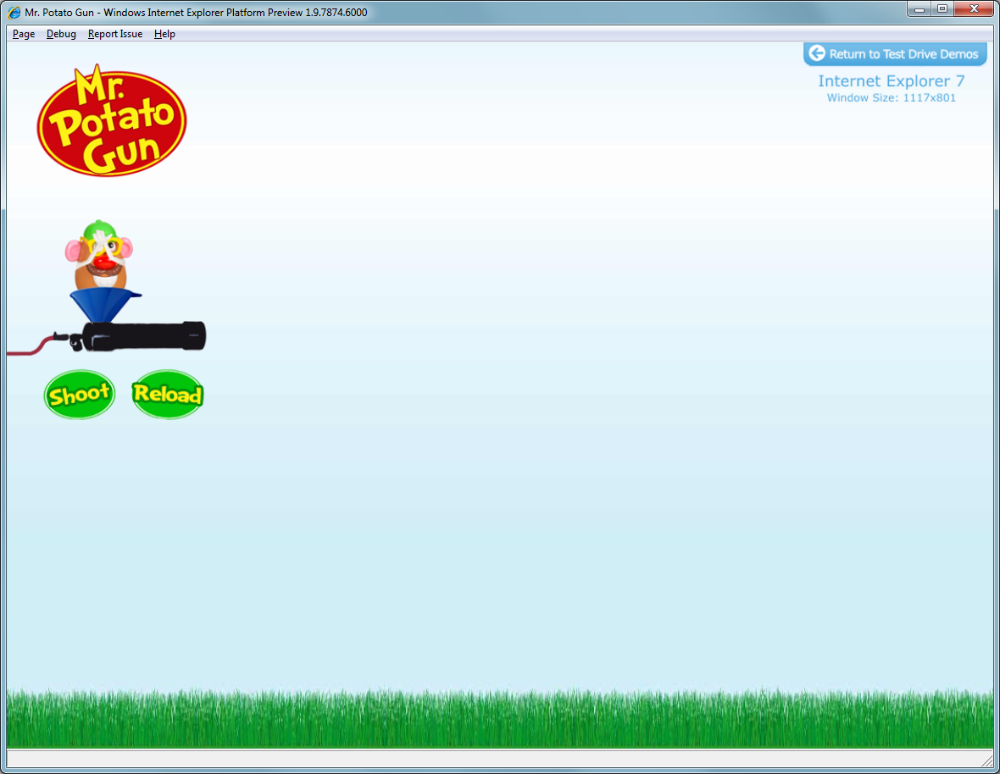 Mr. Potato Gun - Windows Internet Explorer Platform Preview 1.9.7874.6000
Page Debug Report Issue Help
Return to Test Drive Demos
Internet Explorer 7
Window Size: 1117x801
Mr.
Potato
Gun
Shoot Reload